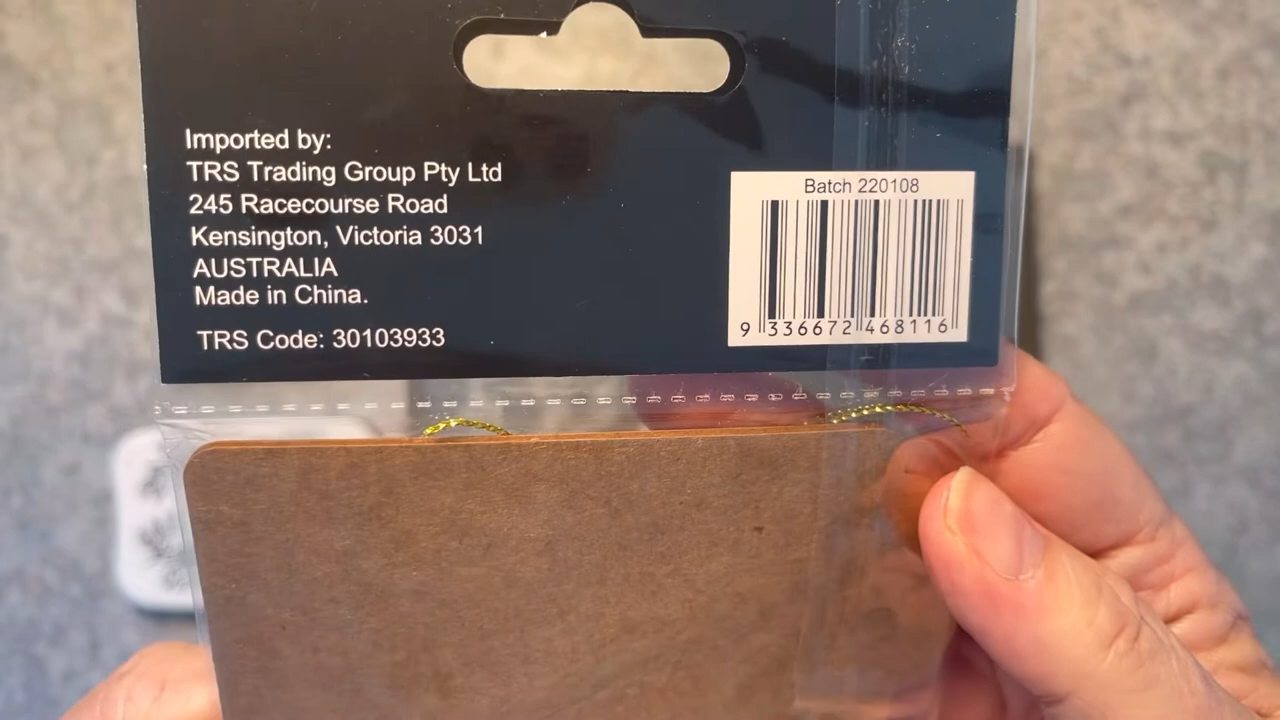 Imported by:
TRS Trading Group Pty Ltd
245 Racecourse Road
Kensington, Victoria 3031
AUSTRALIA
Made in China.
TRS Code: 30103933
Batch 220108
9 336672 468116